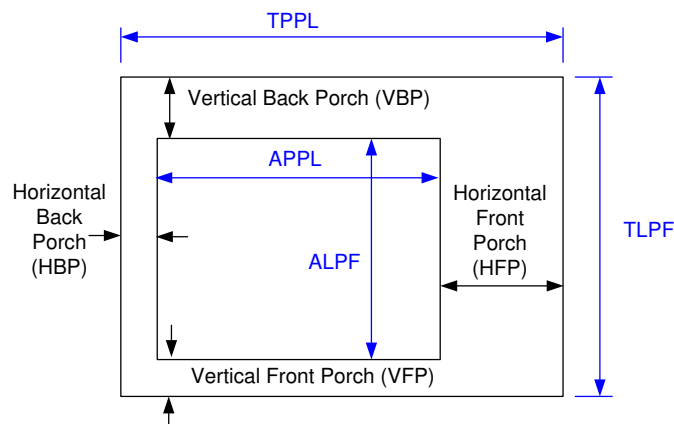 TPPL
Vertical Back Porch (VBP)
APPL
Horizontal
Back
Porch
(HBP)
Horizontal
Front
Porch
(HFP)
TLPF
ALPF
Vertical Front Porch (VFP)